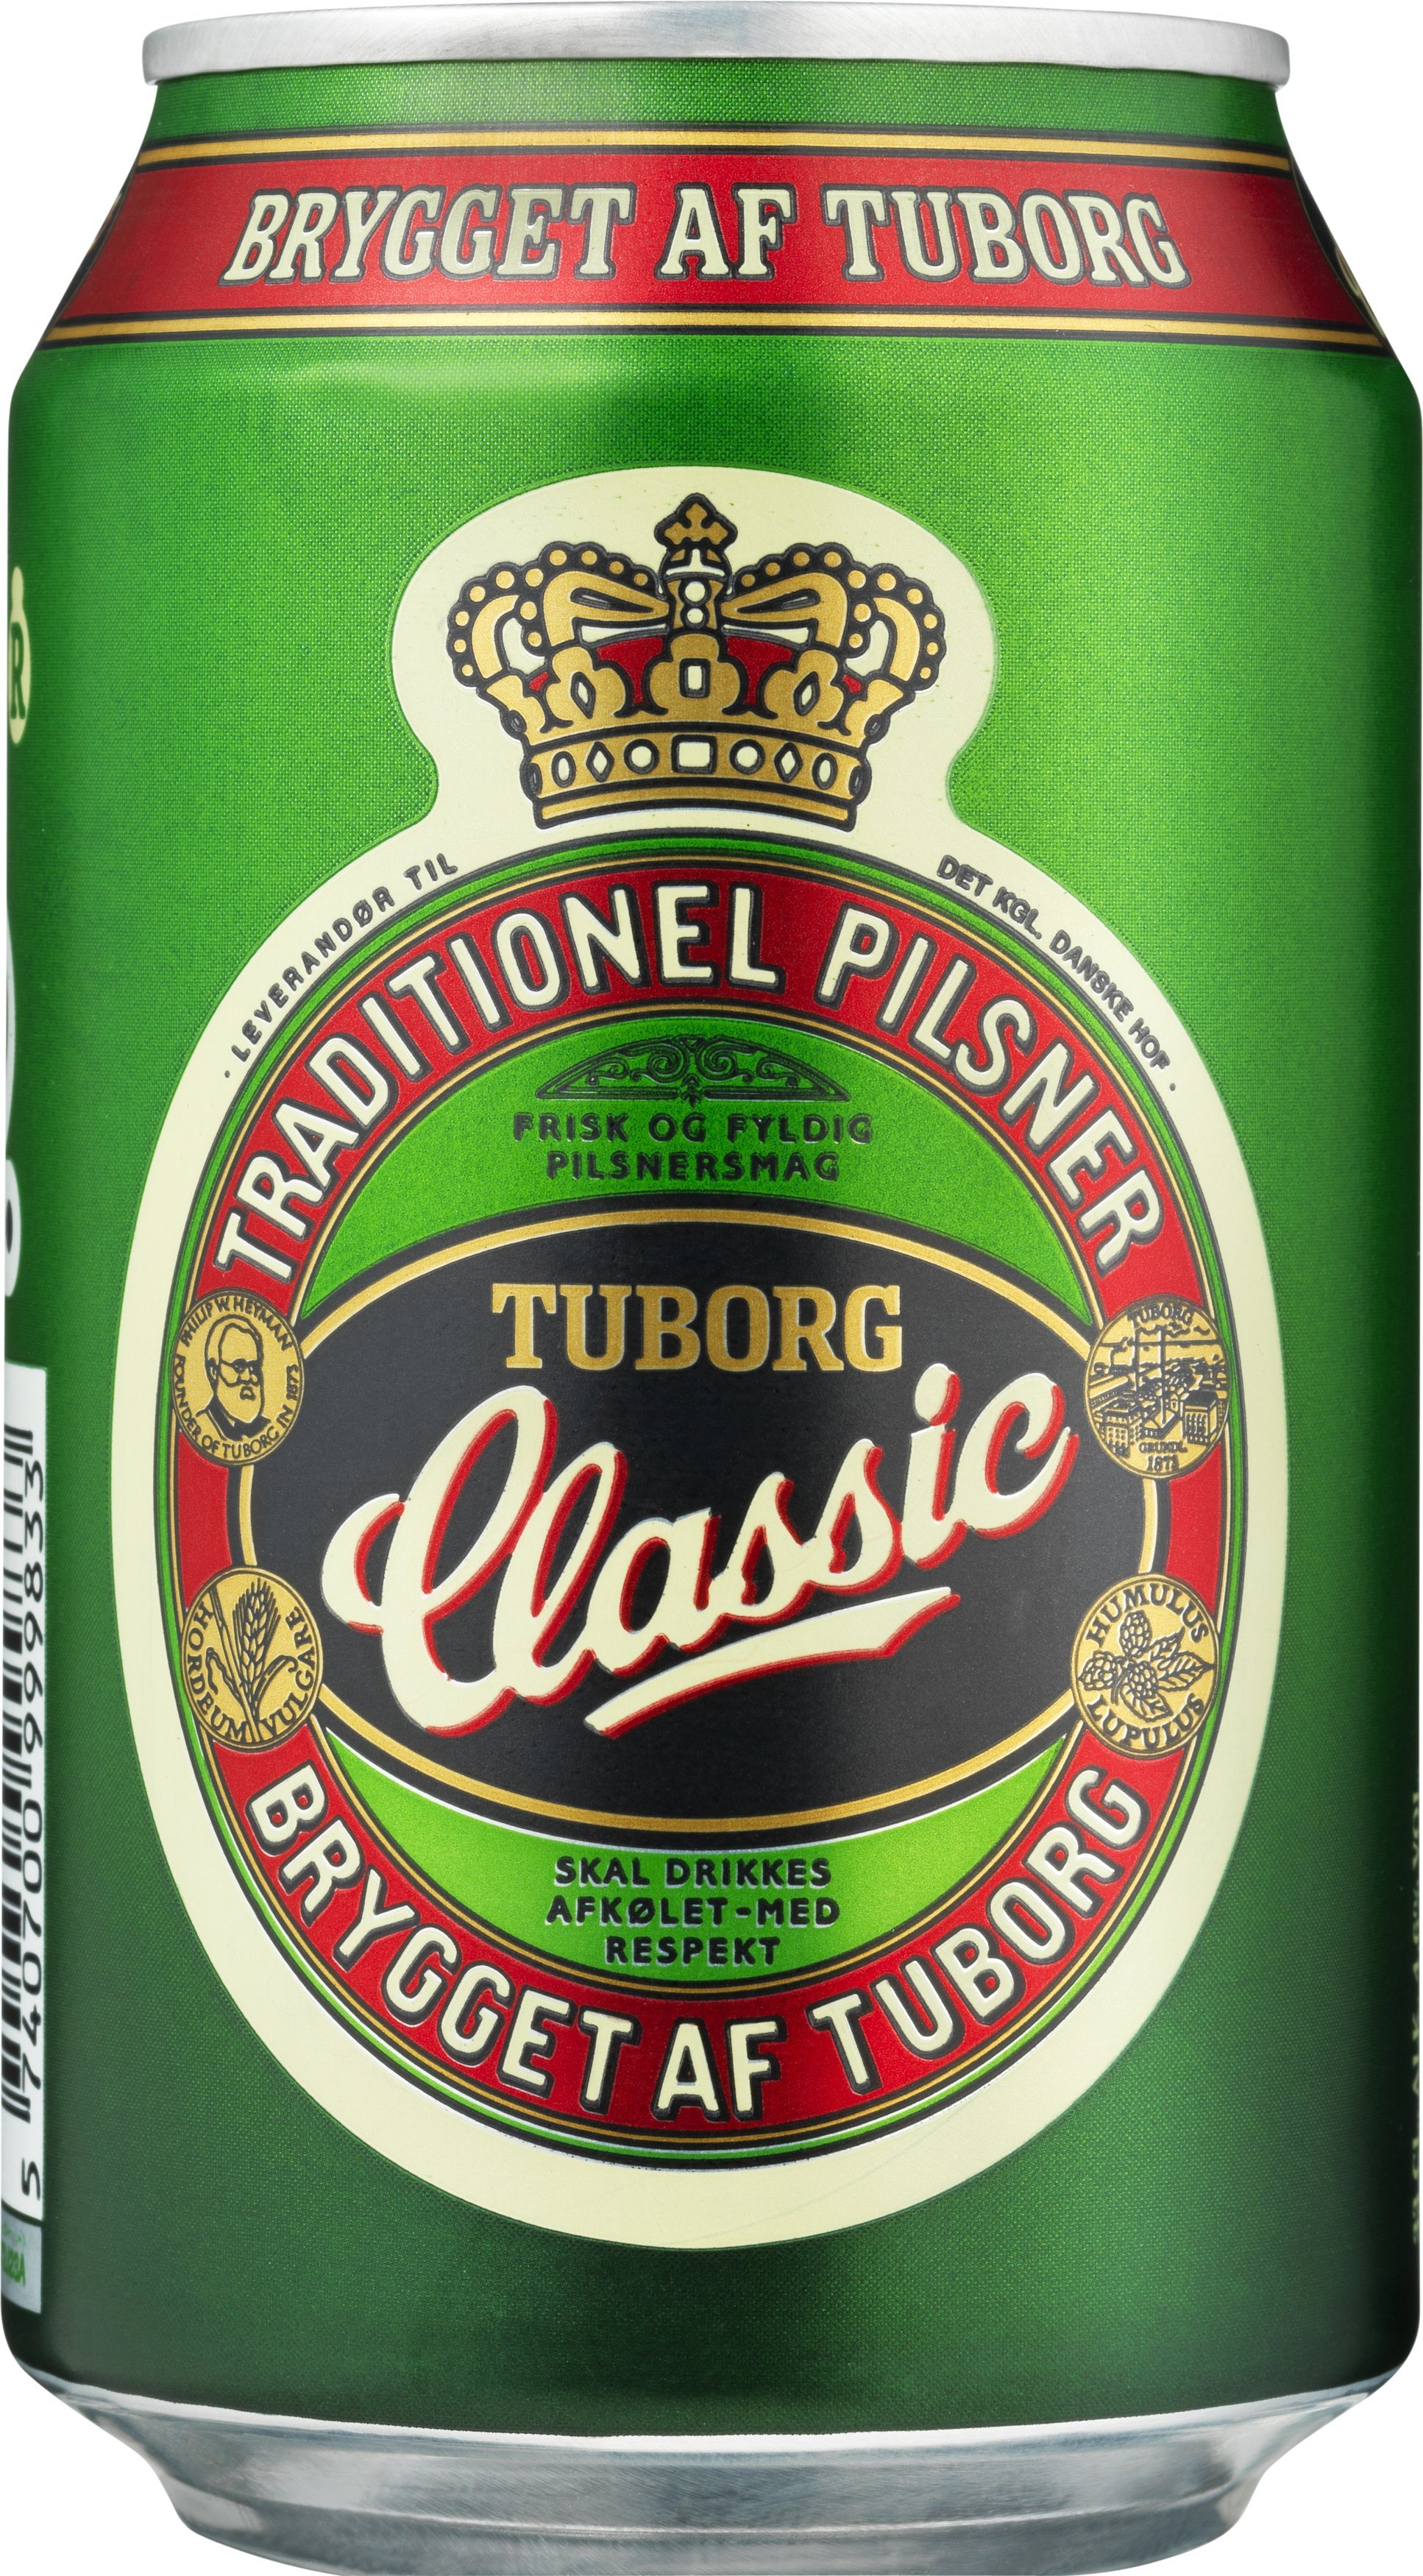 BRYGGET AF TUBORG
R
· LEVERANDØR TIL
DET KGL. DANSKE HOF ·
TRADITIONEL PILSNER
FRISK OG FYLDIG
PILSNERSMAG
TUBORG
Classic
PHILIP W. HEYMAN
FOUNDER OF TUBORG IN 1873
TUBORG
GRUNDL.
1873
HORDEUM VULGARE
HUMULUS
LUPULUS
SKAL DRIKKES
AFKØLET-MED
RESPEKT
BRYGGET AF TUBORG
5 740700 999833